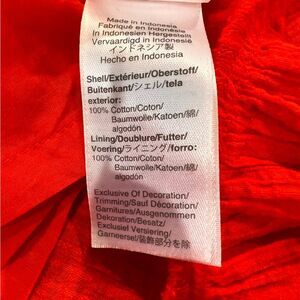 Made in Indonesia
Fabriqué en Indonésie
In Indonesien Hergestellt
Vervaardigd in Indonesië
インドネシア製
Hecho en Indonesia
Shell/Extérieur/Oberstoff/
Buitenkant/シェル/tela
exterior:
100% Cotton/Coton/
Baumwolle/Katoen/綿/
algodón
Lining/Doublure/Futter/
Voering/ライニング/forro:
100% Cotton/Coton/
Baumwolle/Katoen/綿/
algodón
Exclusive Of Decoration/
Trimming/Sauf Décoration/
Garnitures/Ausgenommen
Dekoration/Besatz/
Exclusief Versiering/
Garneersel/装飾部分を除